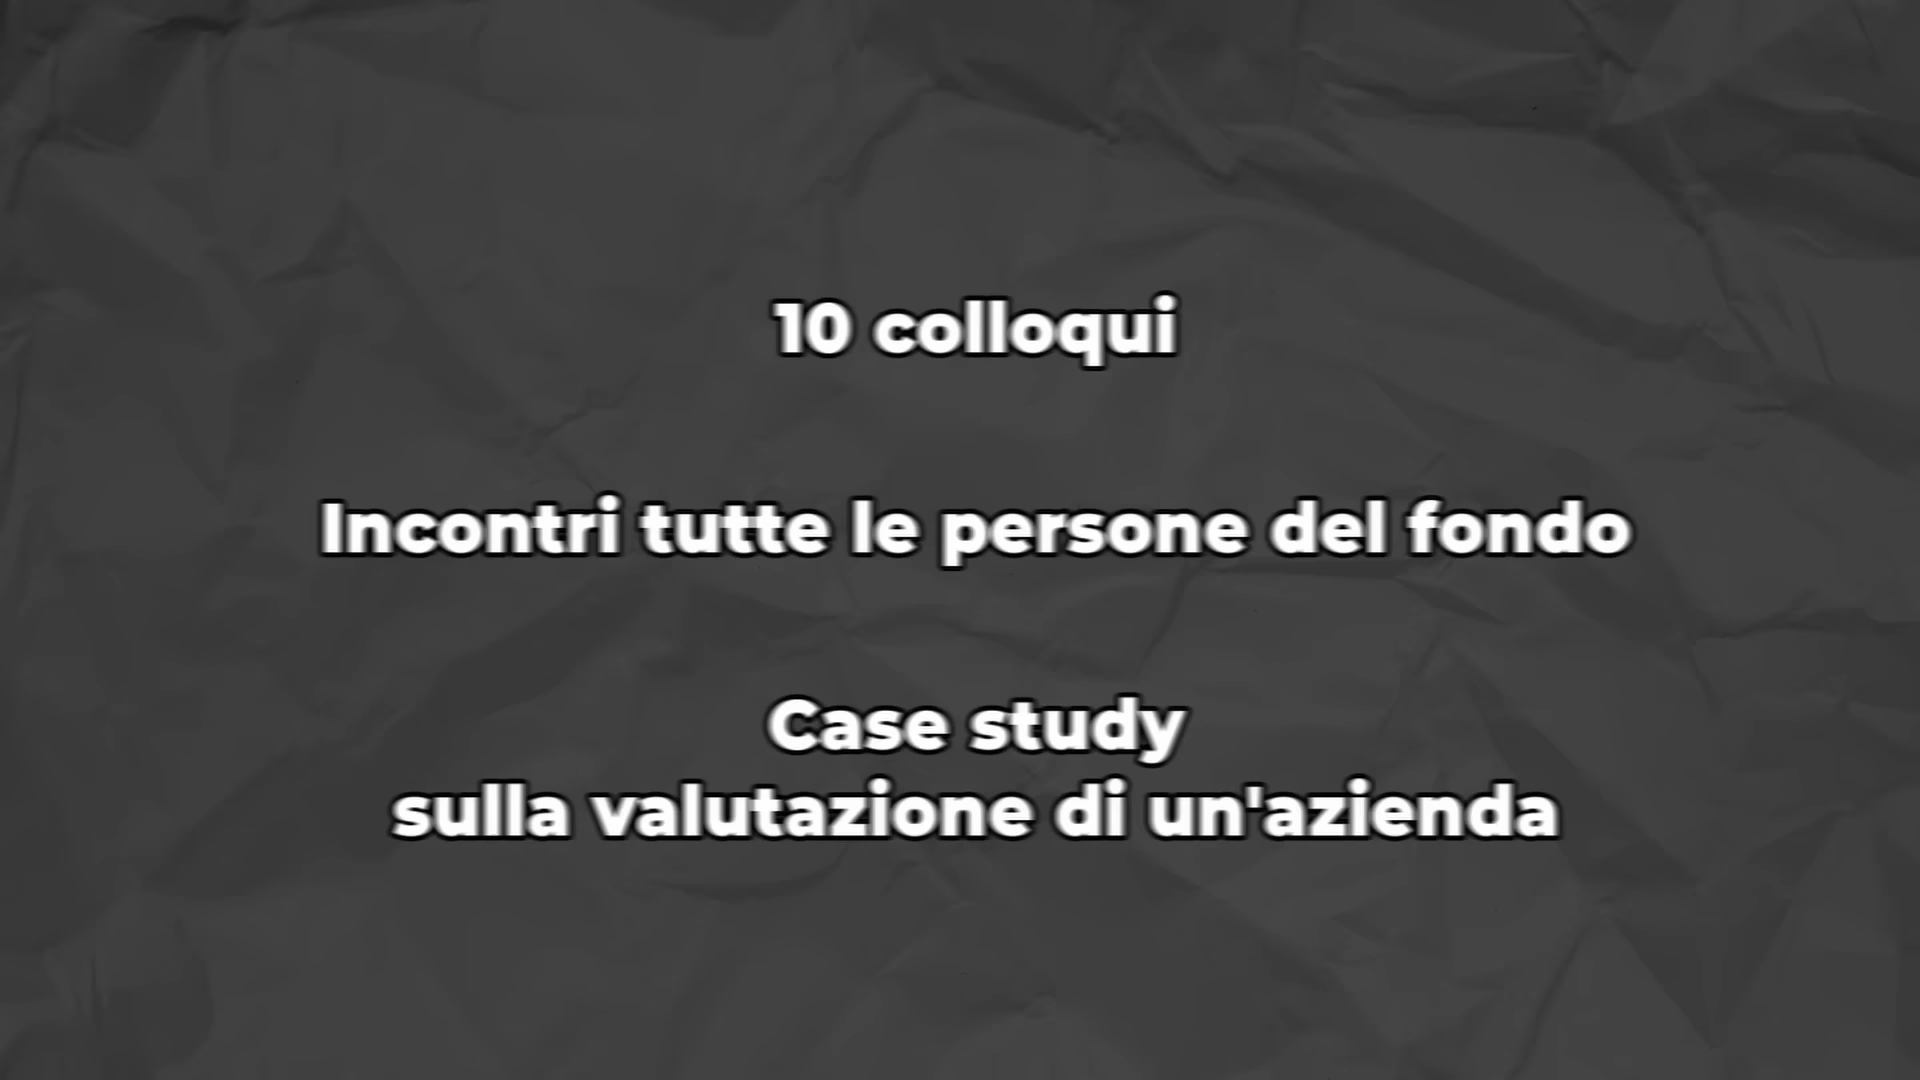 10 colloqui
Incontri tutte le persone del fondo
Case study
sulla valutazione di un'azienda